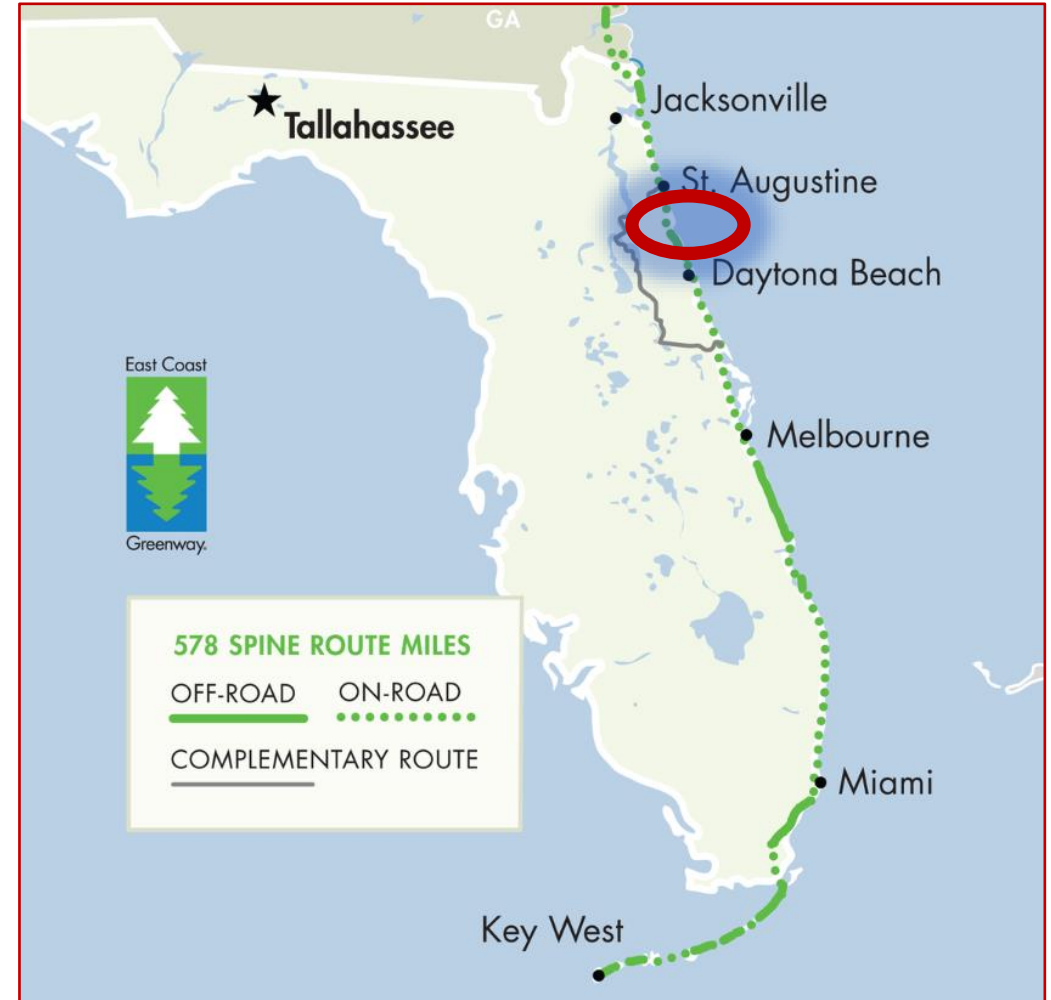 GA
Jacksonville
Tallahassee
St. Augustine
Daytona Beach
East Coast
Greenway®
Melbourne
578 SPINE ROUTE MILES
OFF-ROAD ON-ROAD
COMPLEMENTARY ROUTE
Miami
Key West